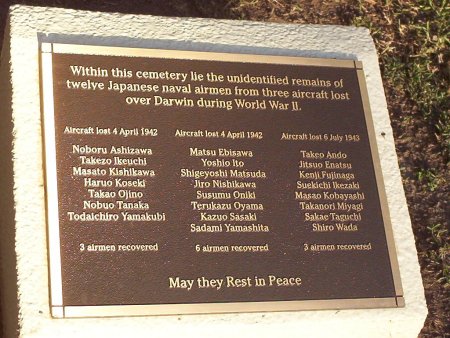 Within this cemetery lie the unidentified remains of
twelve Japanese naval airmen from three aircraft lost
over Darwin during World War II.
Aircraft lost 4 April 1942
Noboru Ashizawa
Takezo Ikeuchi
Masato Kishikawa
Haruo Koseki
Takao Ojino
Nobuo Tanaka
Todaichiro Yamakubi
3 airmen recovered
Aircraft lost 4 April 1942
Matsu Ebisawa
Yoshio Ito
Shigeyoshi Matsuda
Jiro Nishikawa
Susumu Oniki
Terukazu Oyama
Kazuo Sasaki
Sadami Yamashita
6 airmen recovered
Aircraft lost 6 July 1943
Takeo Ando
Jitsuo Enatsu
Kenji Fujinaga
Suekichi Ikezaki
Masao Kobayashi
Takanori Miyagi
Sakae Taguchi
Shiro Wada
3 airmen recovered
May they Rest in Peace